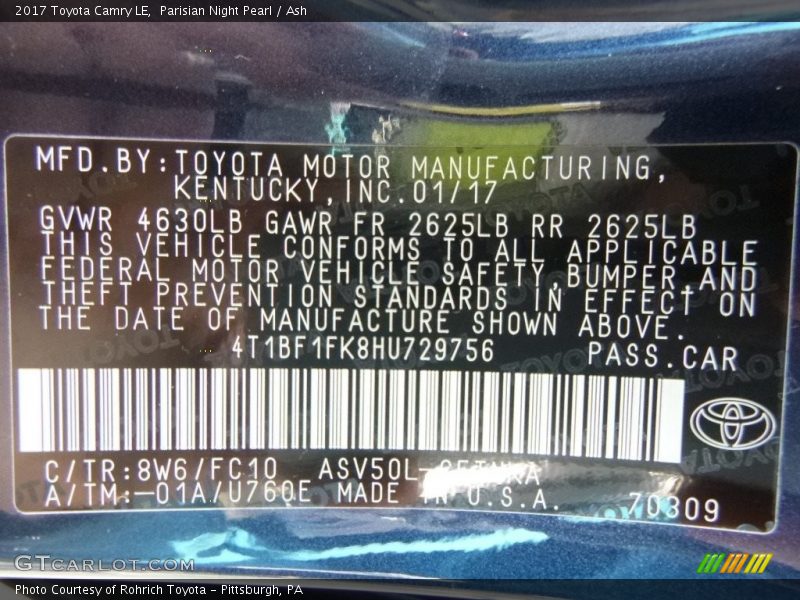 2017 Toyota Camry LE, Parisian Night Pearl / Ash
MFD.BY:TOYOTA MOTOR MANUFACTURING,
KENTUCKY,INC.01/17
GVWR 4630LB GAWR FR 2625LB RR 2625LB
THIS VEHICLE CONFORMS TO ALL APPLICABLE
FEDERAL MOTOR VEHICLE SAFETY,BUMPER,AND
THEFT PREVENTION STANDARDS IN EFFECT ON
THE DATE OF MANUFACTURE SHOWN ABOVE.
4T1BF1FK8HU729756 PASS.CAR
C/TR:8W6/FC10
A/TM:-01A/U760E MADE IN U.S.A. 70309
GTCARLOT.COM
Photo Courtesy of Rohrich Toyota - Pittsburgh, PA